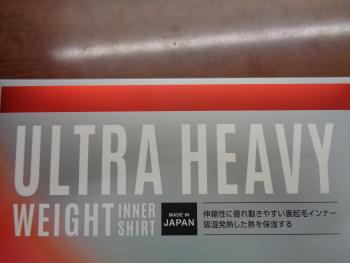 ULTRA HEAVY
WEIGHT INNER SHIRT
MADE IN JAPAN
伸縮性に優れ動きやすい裏起毛インナー
吸湿発熱した熱を保温する